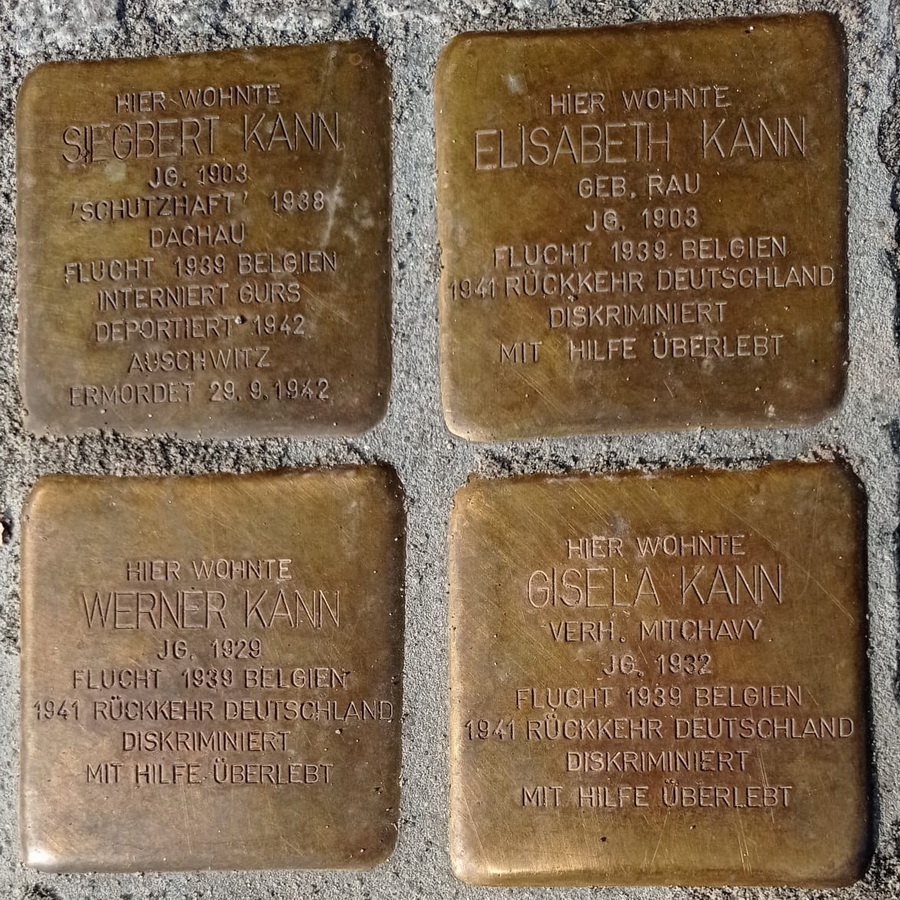 HIER WOHNTE
SIEGBERT KANN
JG. 1903
'SCHUTZHAFT' 1938
DACHAU
FLUCHT 1939 BELGIEN
INTERNIERT GURS
DEPORTIERT 1942
AUSCHWITZ
ERMORDET 29.9.1942
HIER WOHNTE
ELISABETH KANN
GEB. RAU
JG. 1903
FLUCHT 1939 BELGIEN
1941 RÜCKKEHR DEUTSCHLAND
DISKRIMINIERT
MIT HILFE ÜBERLEBT
HIER WOHNTE
WERNER KANN
JG. 1929
FLUCHT 1939 BELGIEN
1941 RÜCKKEHR DEUTSCHLAND
DISKRIMINIERT
MIT HILFE ÜBERLEBT
HIER WOHNTE
GISELA KANN
VERH. MITCHAVY
JG. 1932
FLUCHT 1939 BELGIEN
1941 RÜCKKEHR DEUTSCHLAND
DISKRIMINIERT
MIT HILFE ÜBERLEBT